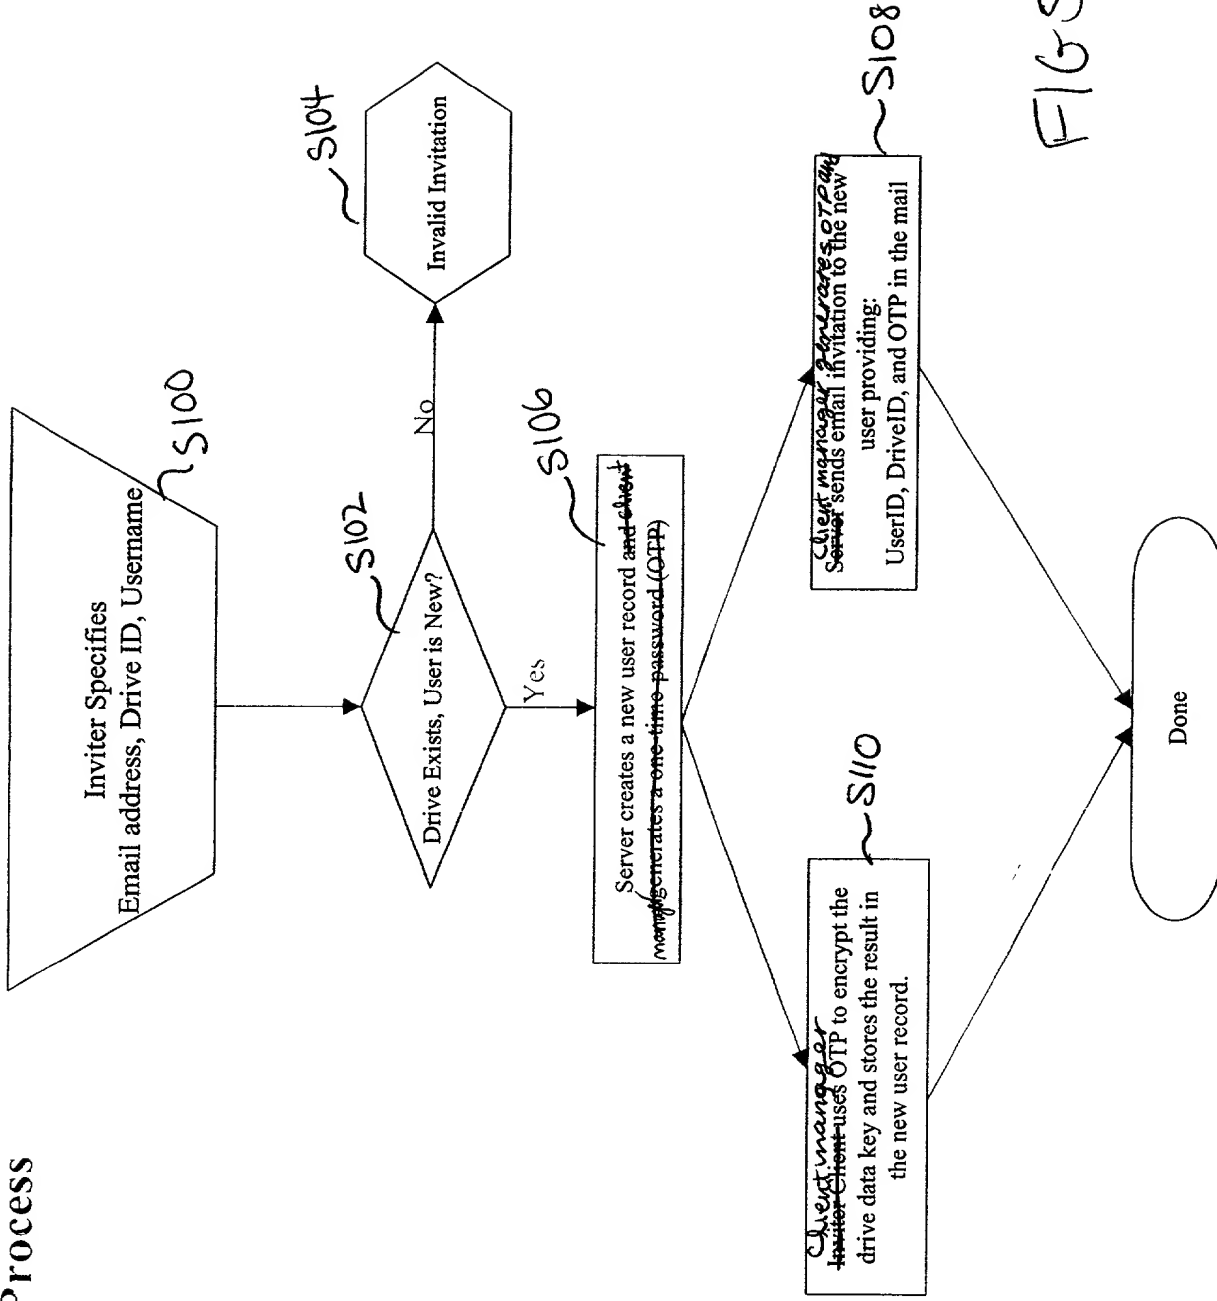 Process
Inviter Specifies
Email address, Drive ID, Username
S100
Drive Exists, User is New?
S102
No
Invalid Invitation
S104
Yes
Server creates a new user record and client
manager generates a one-time password (OTP)
S106
Client manager
Inviter Client uses OTP to encrypt the
drive data key and stores the result in
the new user record.
S110
Client manager generates OTP and
Server sends email invitation to the new
user providing:
UserID, DriveID, and OTP in the mail
S108
Done
FIG